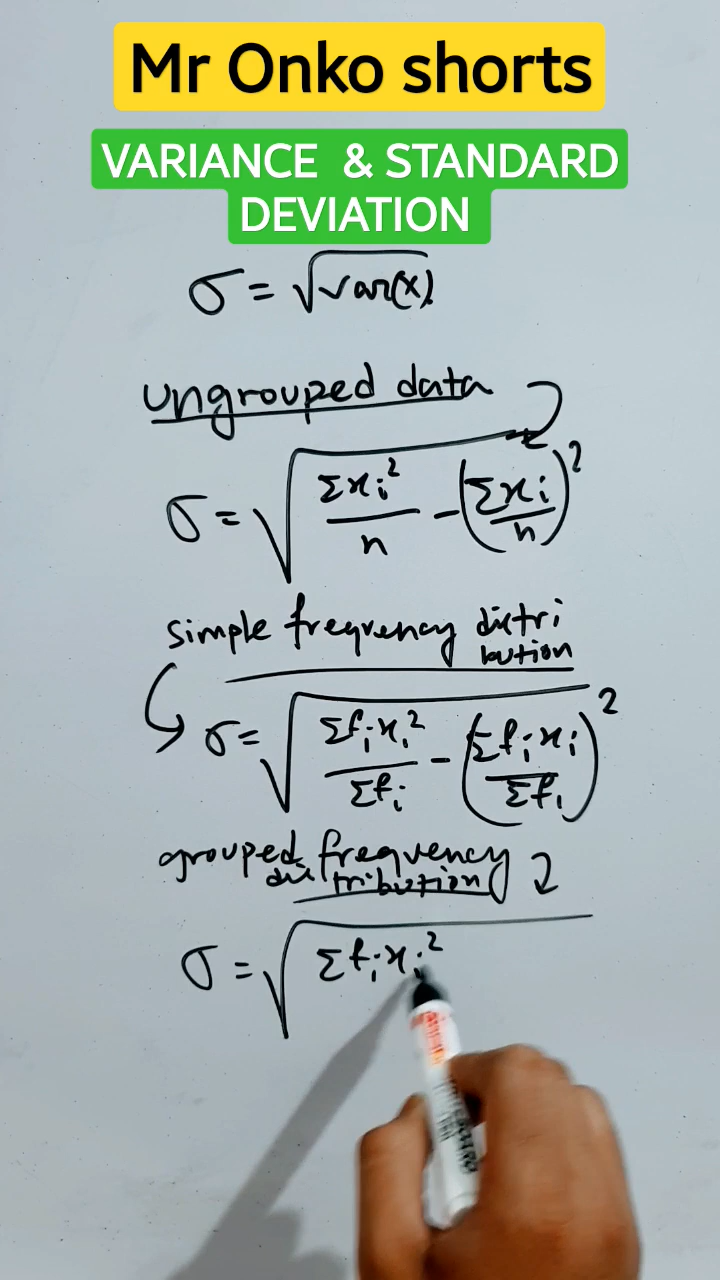 Mr Onko shorts
VARIANCE & STANDARD
DEVIATION
σ = √var(x)
ungrouped data
σ = √(Σxᵢ²/n - (Σxᵢ/n)²)
simple frequency distri
bution
σ = √(Σfᵢxᵢ²/Σfᵢ - (Σfᵢxᵢ/Σfᵢ)²)
grouped frequency
distribution
σ = √Σfᵢxᵢ²